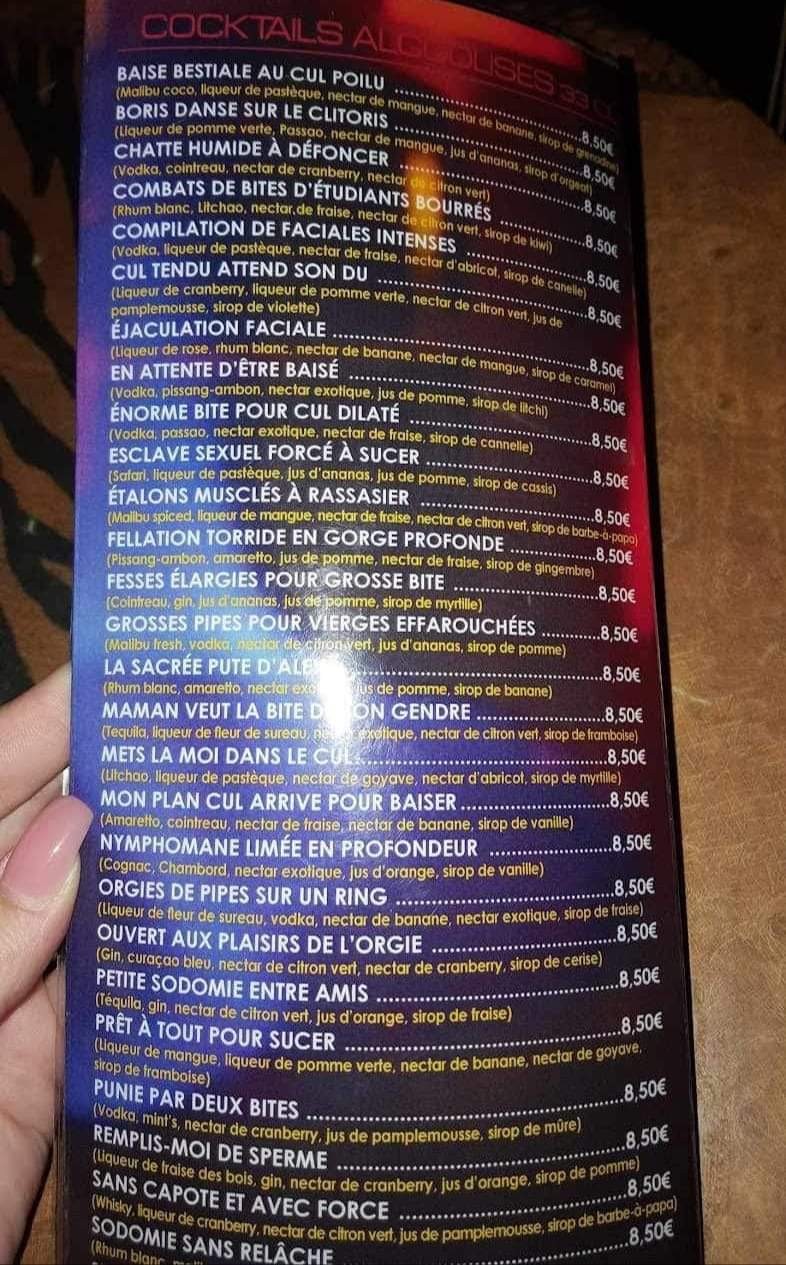 COCKTAILS ALCOOLISES 33 CL
BAISE BESTIALE AU CUL POILU ........ 8,50€
(Malibu coco, liqueur de pastèque, nectar de mangue, nectar de banane, sirop de grenadine)
BORIS DANSE SUR LE CLITORIS ........ 8,50€
(Liqueur de pomme verte, Passao, nectar de mangue, jus d'ananas, sirop d'orgeat)
CHATTE HUMIDE À DÉFONCER ........ 8,50€
(Vodka, cointreau, nectar de cranberry, nectar de citron vert)
COMBATS DE BITES D'ÉTUDIANTS BOURRÉS ........ 8,50€
(Rhum blanc, Litchao, nectar de fraise, nectar de citron vert, sirop de kiwi)
COMPILATION DE FACIALES INTENSES ........ 8,50€
(Vodka, liqueur de pastèque, nectar de fraise, nectar d'abricot, sirop de canelle)
CUL TENDU ATTEND SON DU ........ 8,50€
(Liqueur de cranberry, liqueur de pomme verte, nectar de citron vert, jus de
pamplemousse, sirop de violette)
ÉJACULATION FACIALE ........ 8,50€
(Liqueur de rose, rhum blanc, nectar de banane, nectar de mangue, sirop de caramel)
EN ATTENTE D'ÊTRE BAISÉ ........ 8,50€
(Vodka, pissang-ambon, nectar exotique, jus de pomme, sirop de litchi)
ÉNORME BITE POUR CUL DILATÉ ........ 8,50€
(Vodka, passao, nectar exotique, nectar de fraise, sirop de cannelle)
ESCLAVE SEXUEL FORCÉ À SUCER ........ 8,50€
(Safari, liqueur de pastèque, jus d'ananas, jus de pomme, sirop de cassis)
ÉTALONS MUSCLÉS À RASSASIER ........ 8,50€
(Malibu spiced, liqueur de mangue, nectar de fraise, nectar de citron vert, sirop de barbe-à-papa)
FELLATION TORRIDE EN GORGE PROFONDE ........ 8,50€
(Pissang-ambon, amaretto, jus de pomme, nectar de fraise, sirop de gingembre)
FESSES ÉLARGIES POUR GROSSE BITE ........ 8,50€
(Cointreau, gin, jus d'ananas, jus de pomme, sirop de myrtille)
GROSSES PIPES POUR VIERGES EFFAROUCHÉES ........ 8,50€
(Malibu fresh, vodka, nectar de citron vert, jus d'ananas, sirop de pomme)
LA SACRÉE PUTE ........ 8,50€
(Rhum blanc, amaretto, nectar jus de pomme, sirop de banane)
MAMAN VEUT LA BITE GENDRE ........ 8,50€
(Tequila, liqueur de fleur de sureau, exotique, nectar de citron vert, sirop de framboise)
METS LA MOI DANS LE CUL ........ 8,50€
(Litchao, liqueur de pastèque, nectar de goyave, nectar d'abricot, sirop de myrtille)
MON PLAN CUL ARRIVE POUR BAISER ........ 8,50€
(Amaretto, cointreau, nectar de fraise, nectar de banane, sirop de vanille)
NYMPHOMANE LIMÉE EN PROFONDEUR ........ 8,50€
(Cognac, Chambord, nectar exotique, jus d'orange, sirop de vanille)
ORGIES DE PIPES SUR UN RING ........ 8,50€
(Liqueur de fleur de sureau, vodka, nectar de banane, nectar exotique, sirop de fraise)
OUVERT AUX PLAISIRS DE L'ORGIE ........ 8,50€
(Gin, curaçao bleu, nectar de citron vert, nectar de cranberry, sirop de cerise)
PETITE SODOMIE ENTRE AMIS ........ 8,50€
(Téquila, gin, nectar de citron vert, jus d'orange, sirop de fraise)
PRÊT À TOUT POUR SUCER ........ 8,50€
(Liqueur de mangue, liqueur de pomme verte, nectar de banane, nectar de goyave,
sirop de framboise)
PUNIE PAR DEUX BITES ........ 8,50€
(Vodka, mint's, nectar de cranberry, jus de pamplemousse, sirop de mûre)
REMPLIS-MOI DE SPERME ........ 8,50€
(Liqueur de fraise des bois, gin, nectar de cranberry, jus d'orange, sirop de pomme)
SANS CAPOTE ET AVEC FORCE ........ 8,50€
(Whisky, liqueur de cranberry, nectar de citron vert, jus de pamplemousse, sirop de barbe-à-papa)
SODOMIE SANS RELÂCHE ........ 8,50€
(Rhum blanc,